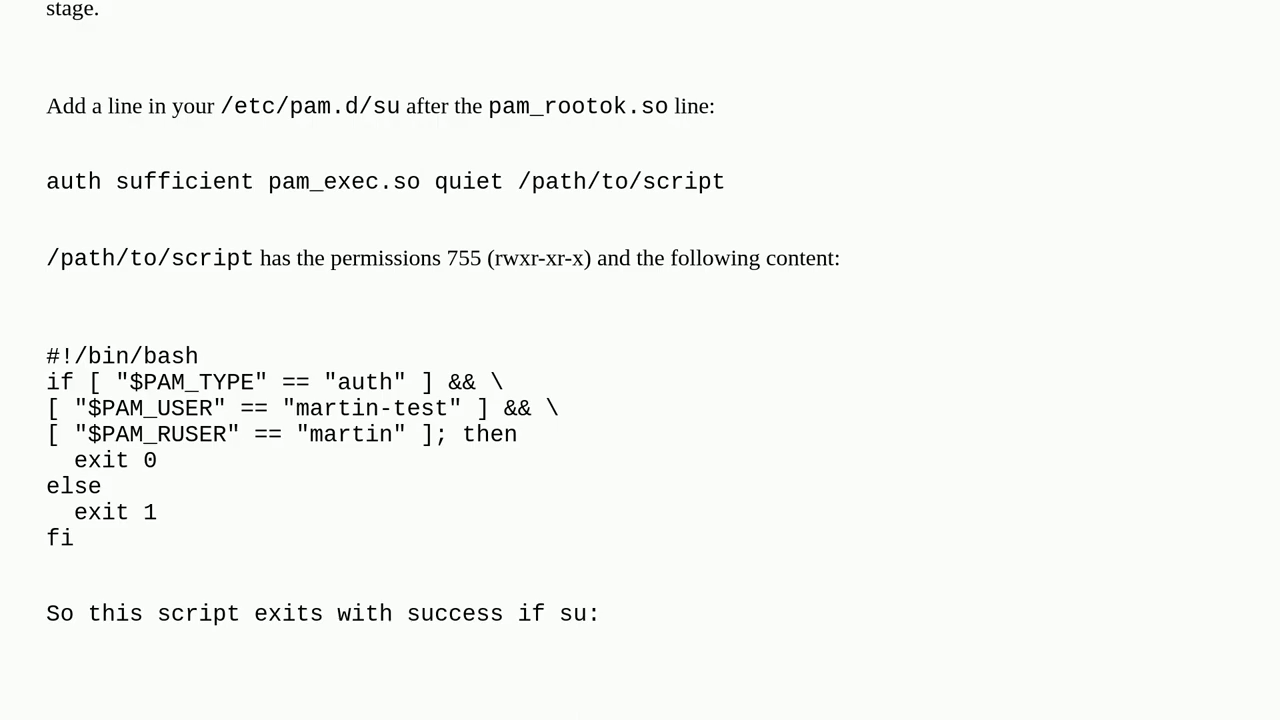 stage.
Add a line in your /etc/pam.d/su after the pam_rootok.so line:
auth sufficient pam_exec.so quiet /path/to/script
/path/to/script has the permissions 755 (rwxr-xr-x) and the following content:
#!/bin/bash
if [ "$PAM_TYPE" == "auth" ] && \
[ "$PAM_USER" == "martin-test" ] && \
[ "$PAM_RUSER" == "martin" ]; then
  exit 0
else
  exit 1
fi
So this script exits with success if su: